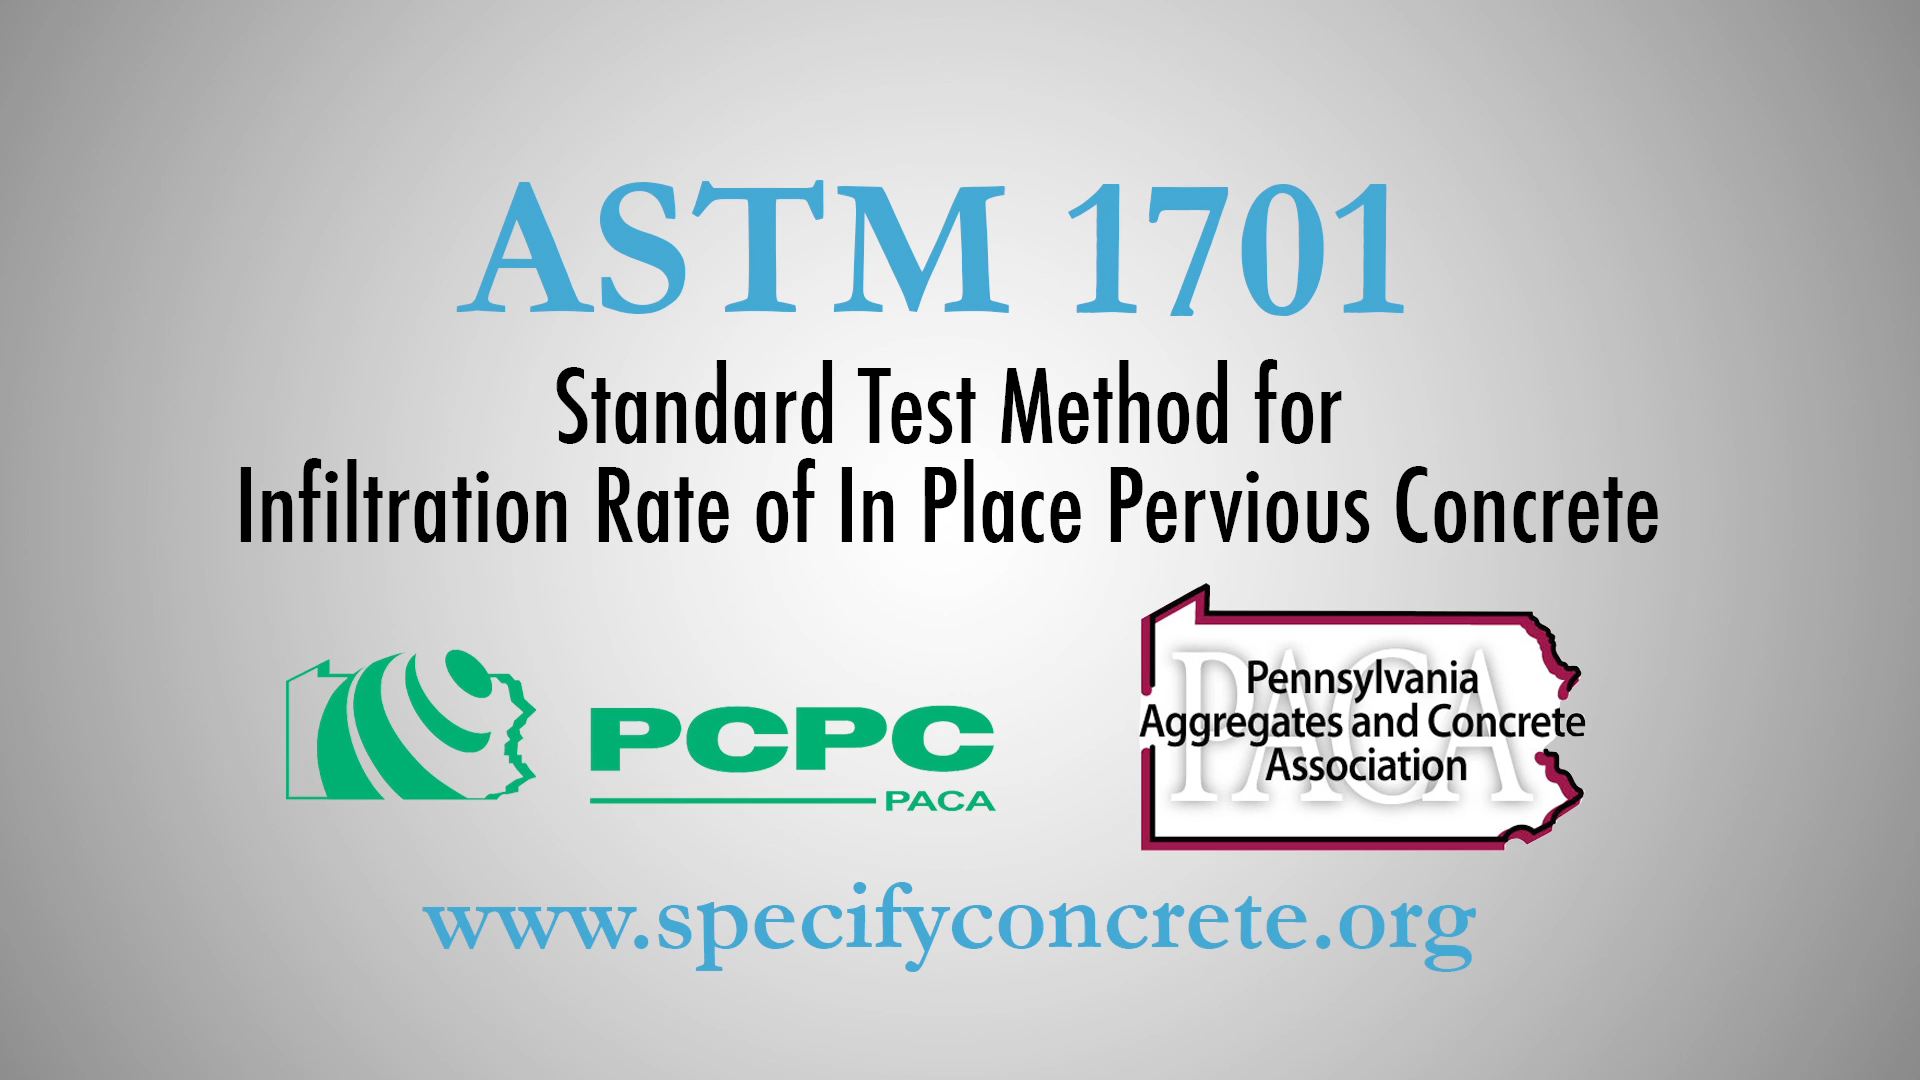 ASTM 1701
Standard Test Method for
Infiltration Rate of In Place Pervious Concrete
PCPC
PACA
PACA
Pennsylvania
Aggregates and Concrete
Association
www.specifyconcrete.org